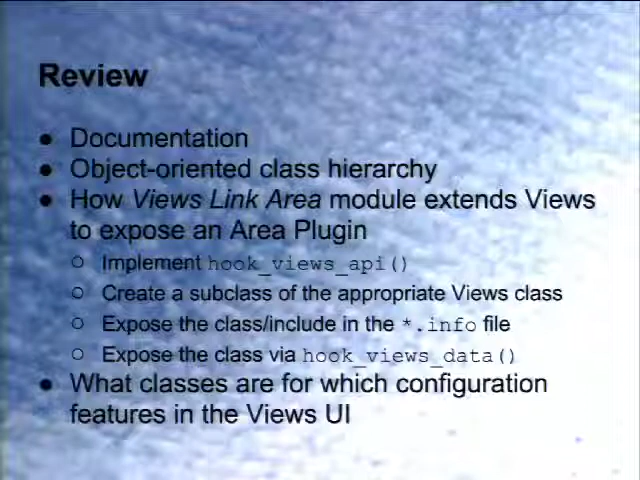 Review
● Documentation
● Object-oriented class hierarchy
● How Views Link Area module extends Views
to expose an Area Plugin
○ Implement hook_views_api()
○ Create a subclass of the appropriate Views class
○ Expose the class/include in the *.info file
○ Expose the class via hook_views_data()
● What classes are for which configuration
features in the Views UI